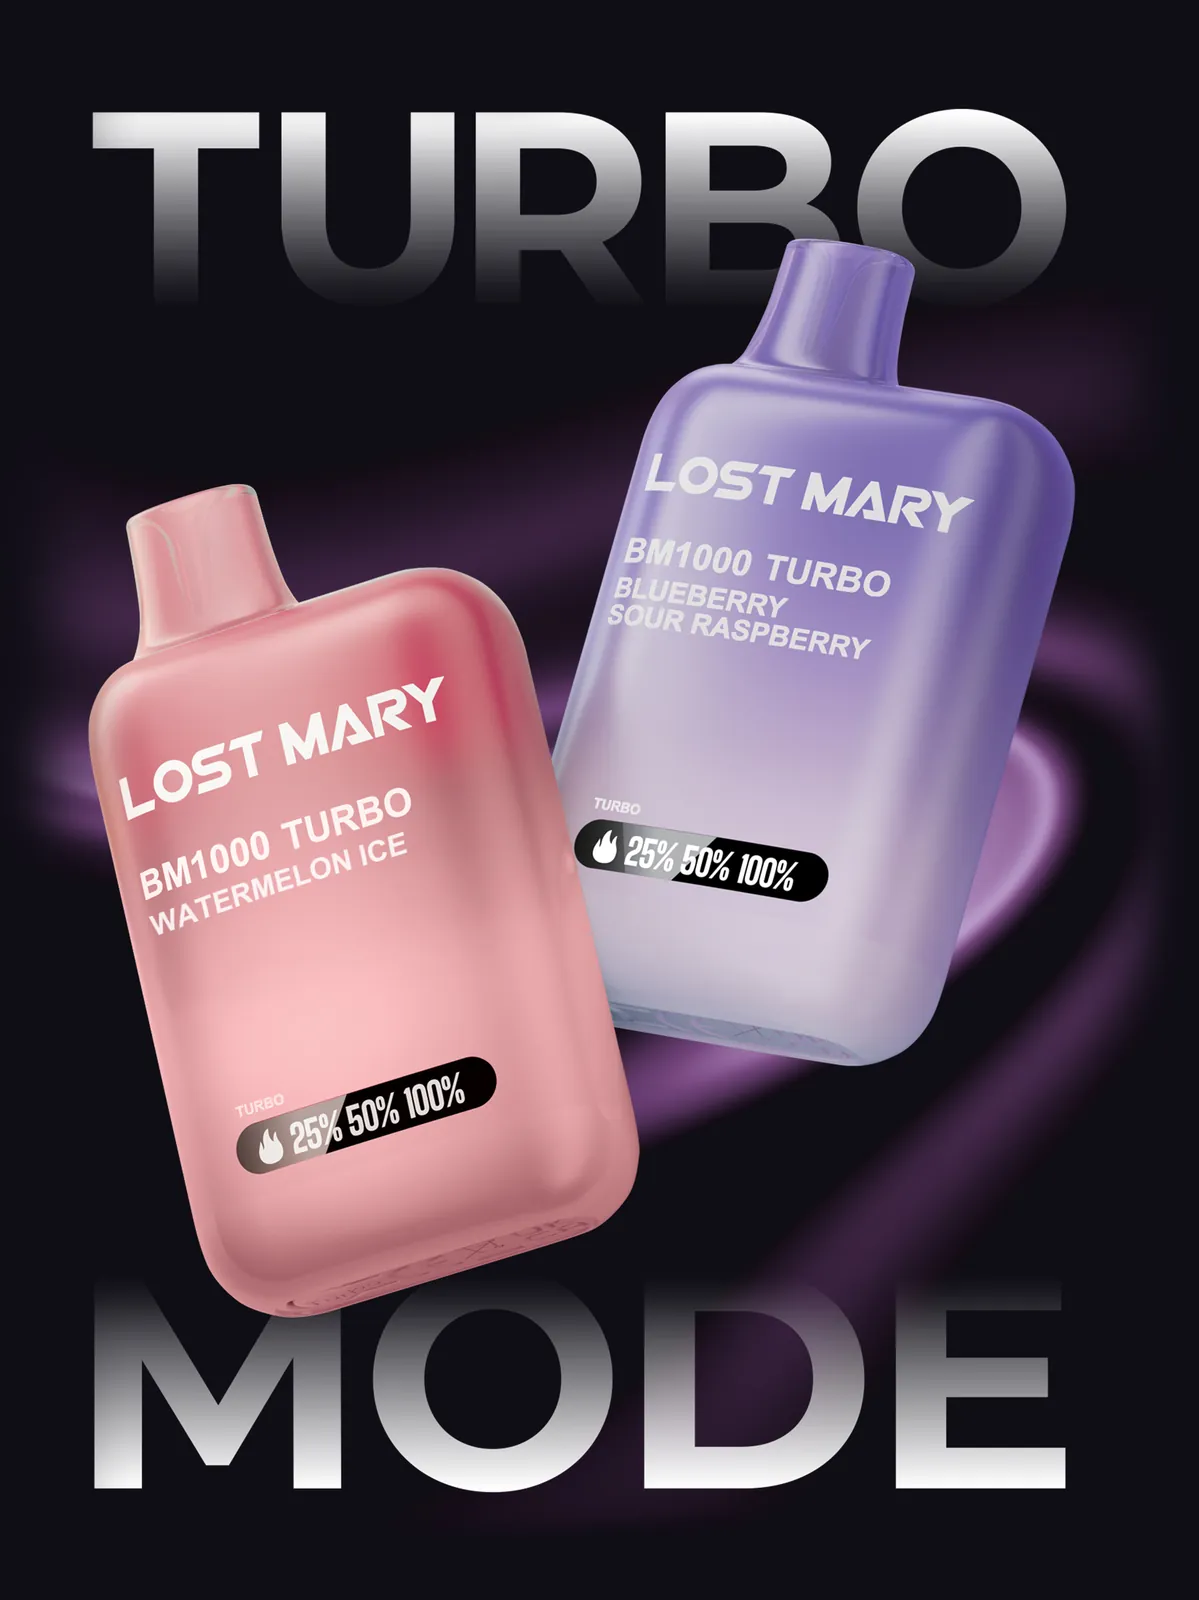 TURBO
LOST MARY
BM1000 TURBO
BLUEBERRY
SOUR RASPBERRY
TURBO
25% 50% 100%
LOST MARY
BM1000 TURBO
WATERMELON ICE
TURBO
25% 50% 100%
MODE